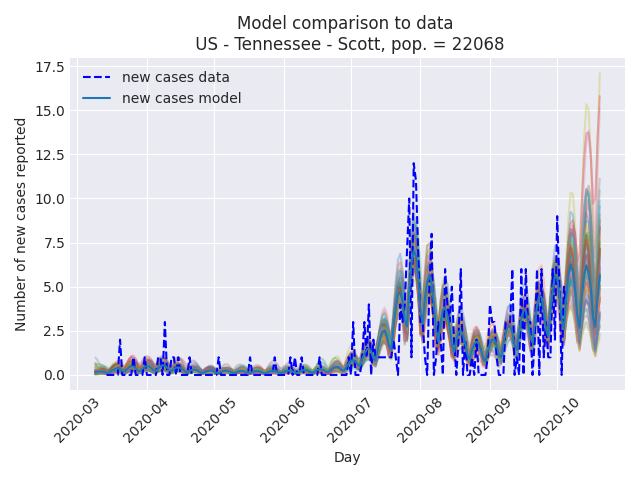 Model comparison to data
US - Tennessee - Scott, pop. = 22068
new cases data
new cases model
Number of new cases reported
17.5
15.0
12.5
10.0
7.5
5.0
2.5
0.0
2020-03
2020-04
2020-05
2020-06
2020-07
2020-08
2020-09
2020-10
Day